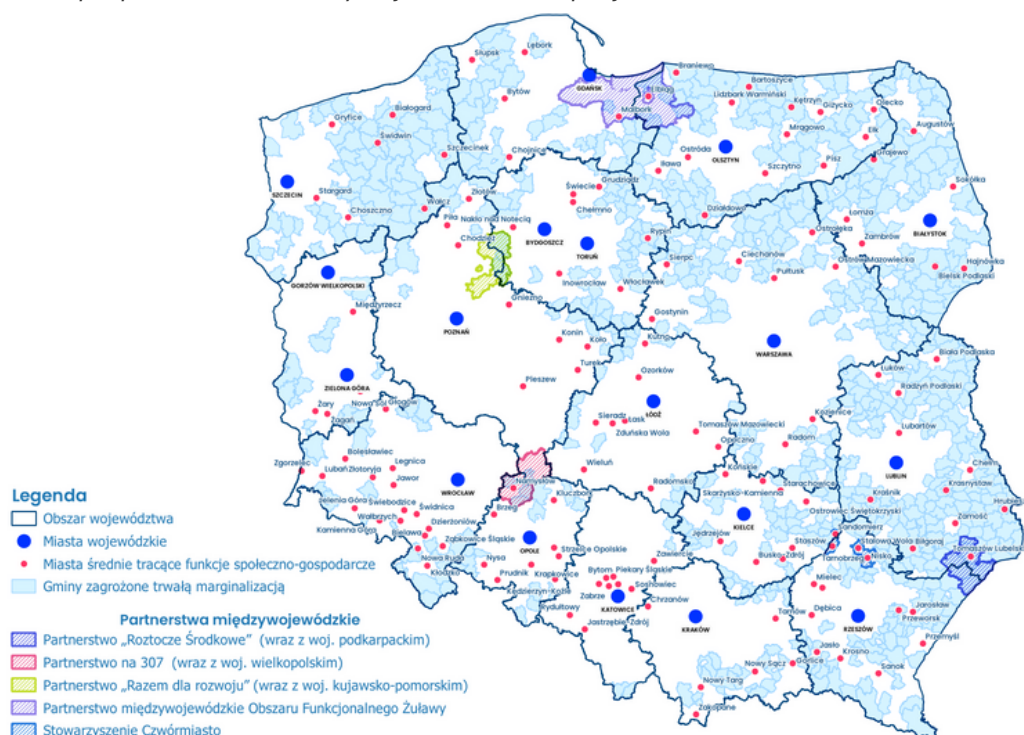 Słupsk
Lębork
GDAŃSK
Braniewo
Elbląg
Malbork
Bytów
Bartoszyce
Lidzbark Warmiński
Kętrzyn
Giżycko
Olecko
Gryfice
Białogard
Świdwin
Szczecinek
Chojnice
Ostróda
OLSZTYN
Mrągowo
Ełk
Augustów
Iława
Szczytno
Pisz
Grajewo
SZCZECIN
Stargard
Choszczno
Wałcz
Złotów
Świecie
Grudziądz
Chełmno
Działdowo
Sokółka
Piła
Nakło nad Notecią
Chodzież
BYDGOSZCZ
TORUŃ
Rypin
Sierpc
Ciechanów
Ostrołęka
Łomża
Zambrów
BIAŁYSTOK
GORZÓW WIELKOPOLSKI
Inowrocław
Włocławek
Pułtusk
Ostrów Mazowiecka
Hajnówka
Bielsk Podlaski
Międzyrzecz
Gniezno
Gostynin
POZNAŃ
Konin
Koło
Kutno
WARSZAWA
Biała Podlaska
ZIELONA GÓRA
Turek
Ozorków
Łuków
Radzyń Podlaski
Żary
Żagań
Nowa Sól
Głogów
Pleszew
Sieradz
Łask
ŁÓDŹ
Zduńska Wola
Tomaszów Mazowiecki
Kozienice
Lubartów
Opoczno
Radom
Bolesławiec
Zgorzelec
Lubań
Złotoryja
Legnica
Jawor
WROCŁAW
Namysłów
Wieluń
Kluczbork
Radomsko
Końskie
Skarżysko-Kamienna
Starachowice
LUBLIN
Chełm
Krasnystaw
Kraśnik
Hrubieszów
Jelenia Góra
Świebodzice
Świdnica
Wałbrzych
Kamienna Góra
Dzierżoniów
Bielawa
Ząbkowice Śląskie
Nowa Ruda
Kłodzko
Brzeg
OPOLE
Nysa
Prudnik
Strzelce Opolskie
Krapkowice
Kędzierzyn-Koźle
Ostrowiec Świętokrzyski
KIELCE
Jędrzejów
Busko-Zdrój
Staszów
Sandomierz
Stalowa Wola
Biłgoraj
Zamość
Tarnobrzeg
Nisko
Tomaszów Lubelski
Zawiercie
Bytom
Piekary Śląskie
Zabrze
Sosnowiec
KATOWICE
Chrzanów
Rydułtowy
Jastrzębie-Zdrój
KRAKÓW
Tarnów
Mielec
Dębica
RZESZÓW
Jarosław
Przeworsk
Przemyśl
Jasło
Krosno
Gorlice
Sanok
Nowy Sącz
Nowy Targ
Zakopane
Legenda
Obszar województwa
Miasta wojewódzkie
Miasta średnie tracące funkcje społeczno-gospodarcze
Gminy zagrożone trwałą marginalizacją
Partnerstwa międzywojewódzkie
Partnerstwo „Roztocze Środkowe” (wraz z woj. podkarpackim)
Partnerstwo na 307 (wraz z woj. wielkopolskim)
Partnerstwo „Razem dla rozwoju” (wraz z woj. kujawsko-pomorskim)
Partnerstwo międzywojewódzkie Obszaru Funkcjonalnego Żuławy
Stowarzyszenie Czwórmiasto